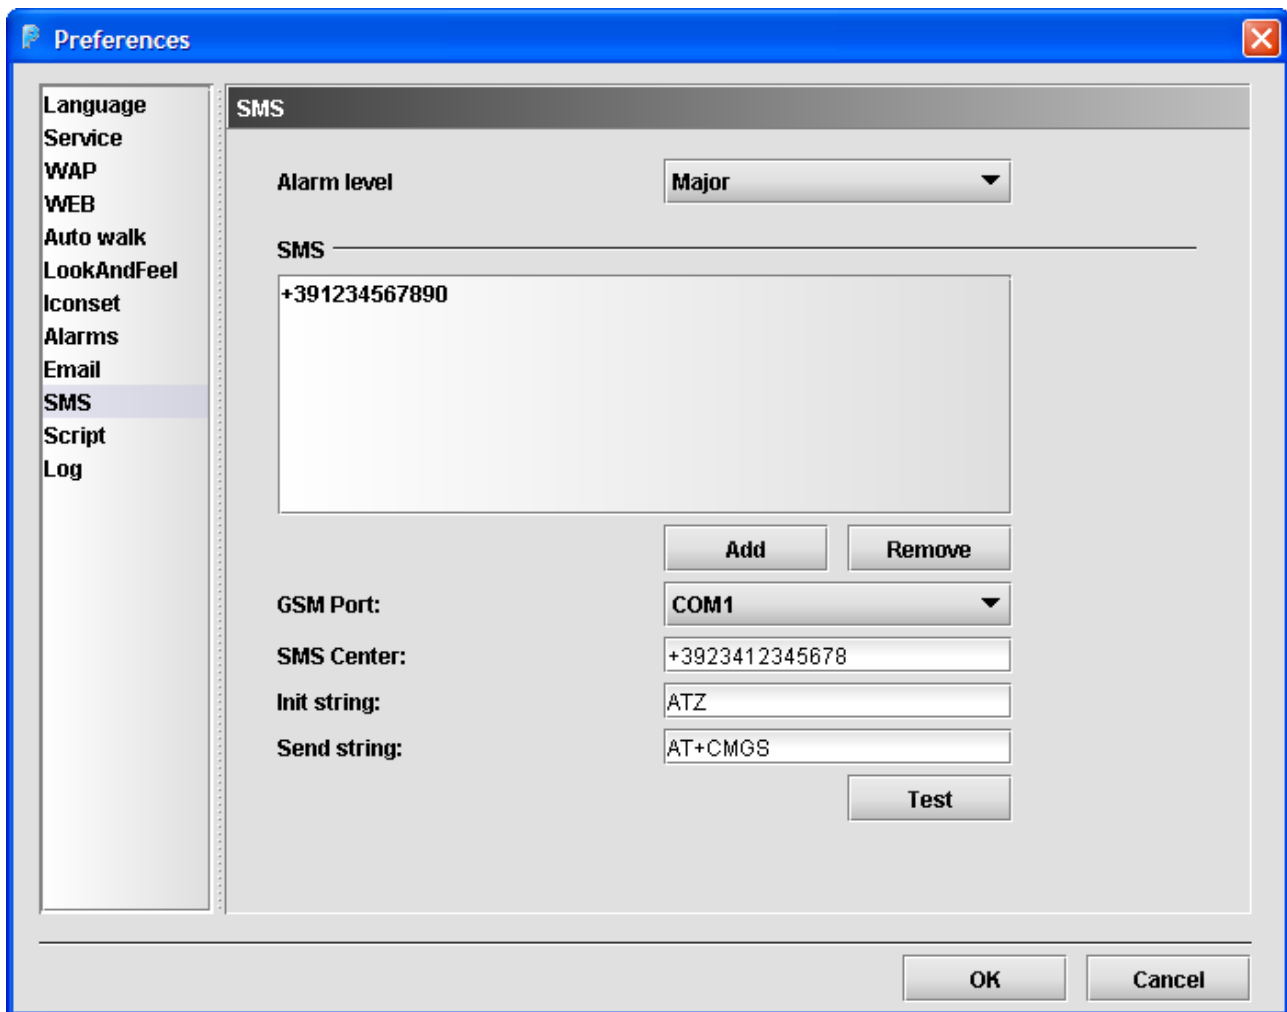 Preferences
Language
Service
WAP
WEB
Auto walk
LookAndFeel
Iconset
Alarms
Email
SMS
Script
Log
SMS
Alarm level
Major
SMS
+391234567890
Add
Remove
GSM Port:
COM1
SMS Center:
+3923412345678
Init string:
ATZ
Send string:
AT+CMGS
Test
OK
Cancel